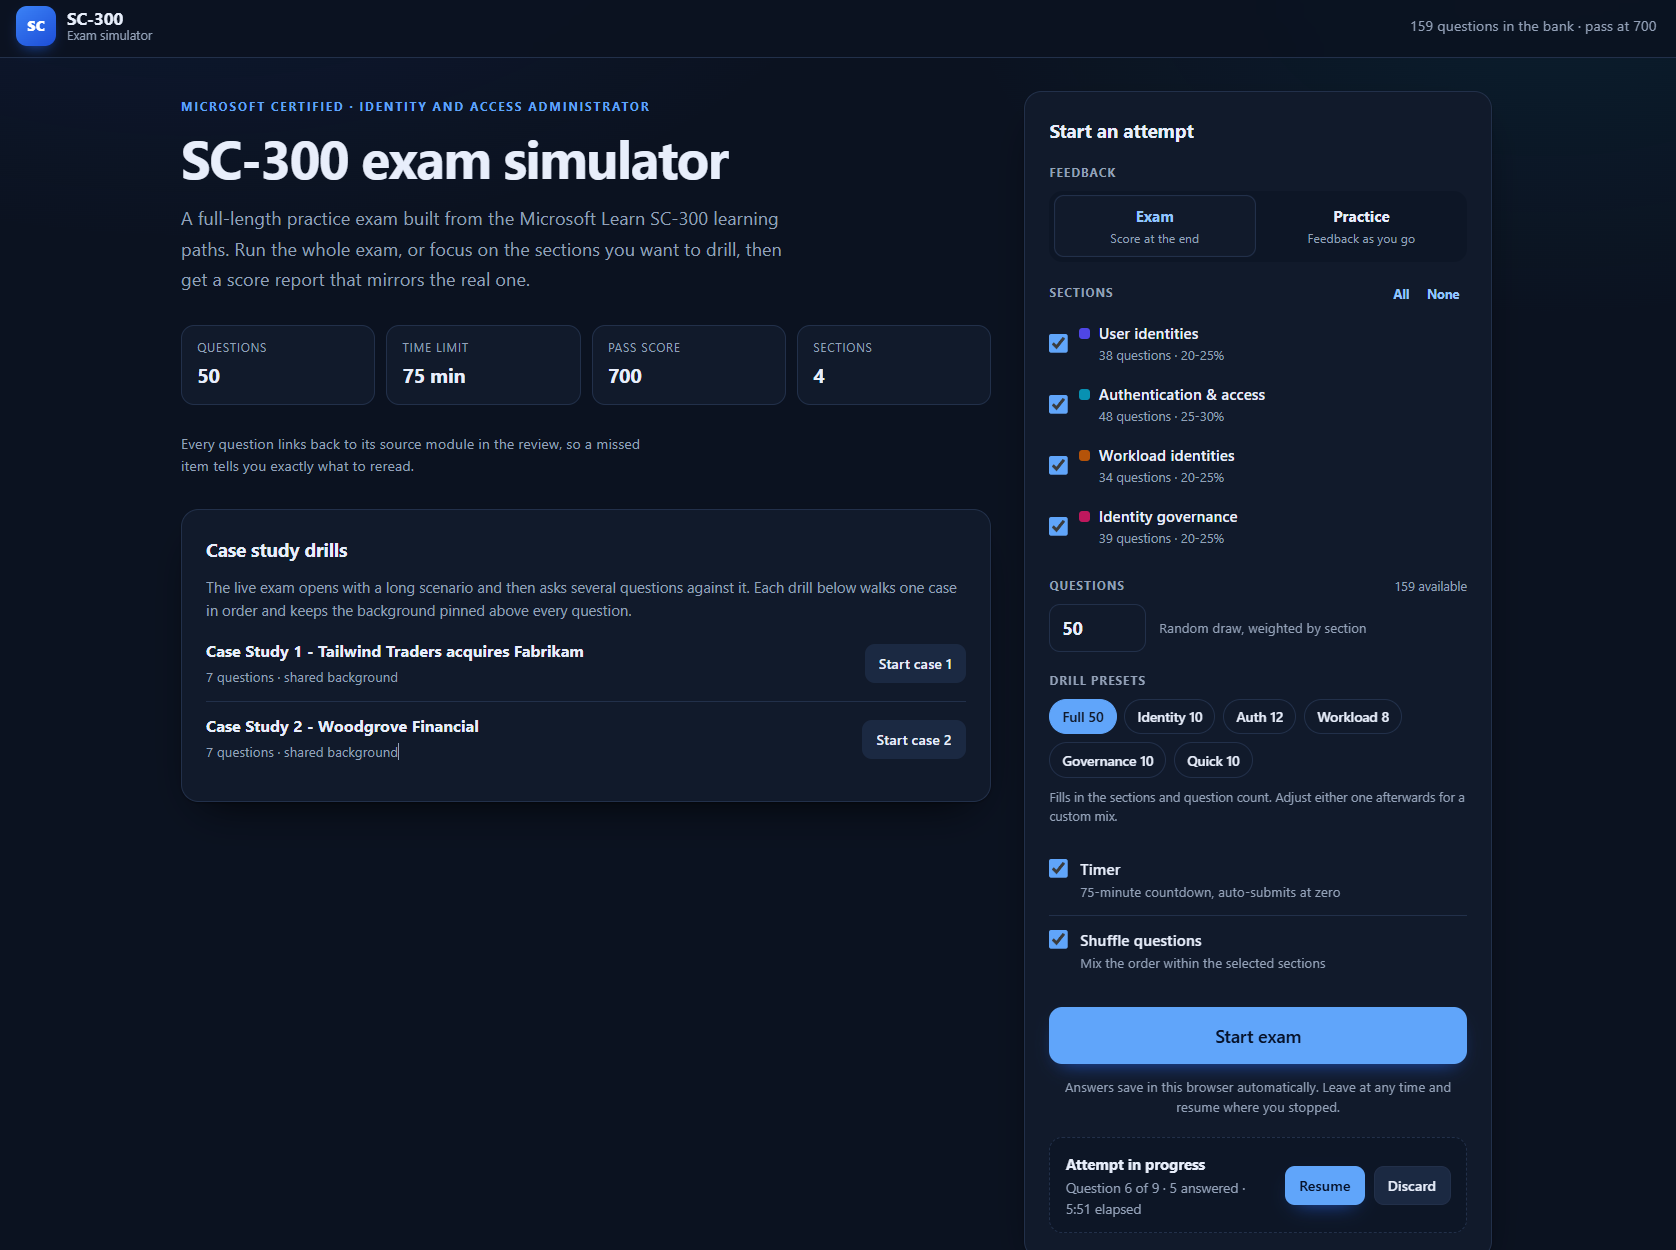 SC
SC-300
Exam simulator
159 questions in the bank · pass at 700
MICROSOFT CERTIFIED · IDENTITY AND ACCESS ADMINISTRATOR
SC-300 exam simulator
A full-length practice exam built from the Microsoft Learn SC-300 learning
paths. Run the whole exam, or focus on the sections you want to drill, then
get a score report that mirrors the real one.
QUESTIONS
50
TIME LIMIT
75 min
PASS SCORE
700
SECTIONS
4
Every question links back to its source module in the review, so a missed
item tells you exactly what to reread.
Case study drills
The live exam opens with a long scenario and then asks several questions against it. Each drill below walks one case
in order and keeps the background pinned above every question.
Case Study 1 - Tailwind Traders acquires Fabrikam
7 questions · shared background
Start case 1
Case Study 2 - Woodgrove Financial
7 questions · shared background
Start case 2
Start an attempt
FEEDBACK
Exam
Score at the end
Practice
Feedback as you go
SECTIONS
All
None
User identities
38 questions · 20-25%
Authentication & access
48 questions · 25-30%
Workload identities
34 questions · 20-25%
Identity governance
39 questions · 20-25%
QUESTIONS
159 available
50
Random draw, weighted by section
DRILL PRESETS
Full 50
Identity 10
Auth 12
Workload 8
Governance 10
Quick 10
Fills in the sections and question count. Adjust either one afterwards for a
custom mix.
Timer
75-minute countdown, auto-submits at zero
Shuffle questions
Mix the order within the selected sections
Start exam
Answers save in this browser automatically. Leave at any time and
resume where you stopped.
Attempt in progress
Question 6 of 9 · 5 answered ·
5:51 elapsed
Resume
Discard